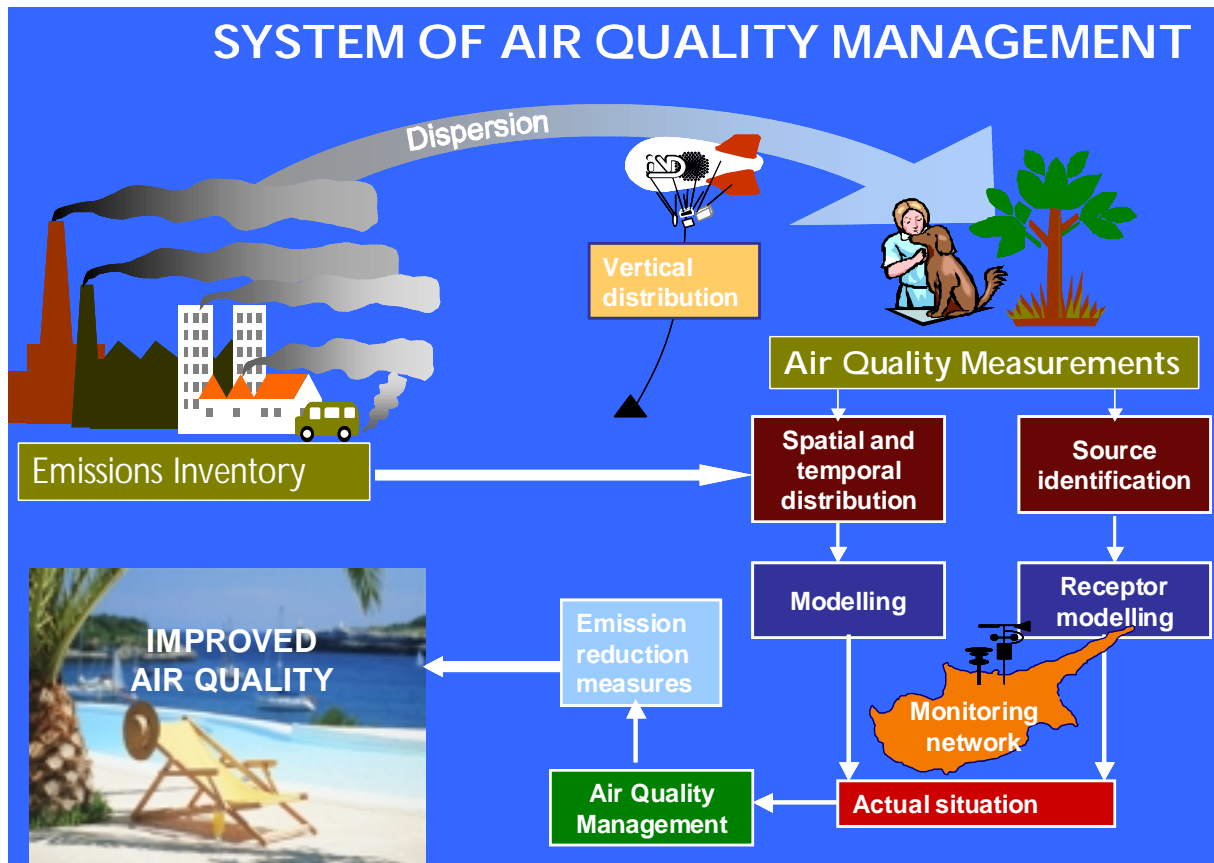 SYSTEM OF AIR QUALITY MANAGEMENT
Dispersion
Vertical
distribution
Air Quality Measurements
Emissions Inventory
Spatial and
temporal
distribution
Source
identification
Modelling
Receptor
modelling
IMPROVED
AIR QUALITY
Emission
reduction
measures
Monitoring
network
Air Quality
Management
Actual situation